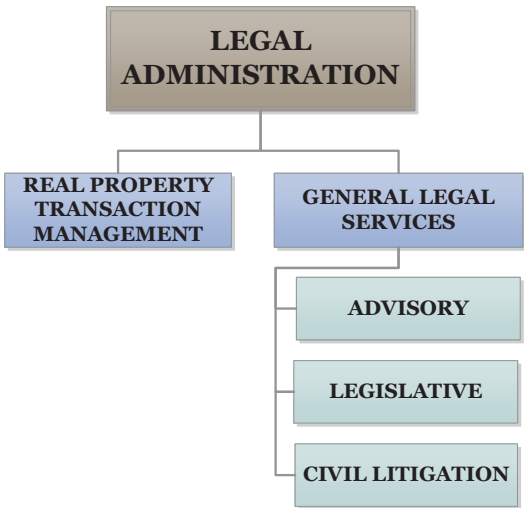 LEGAL
ADMINISTRATION
REAL PROPERTY
TRANSACTION
MANAGEMENT
GENERAL LEGAL
SERVICES
ADVISORY
LEGISLATIVE
CIVIL LITIGATION